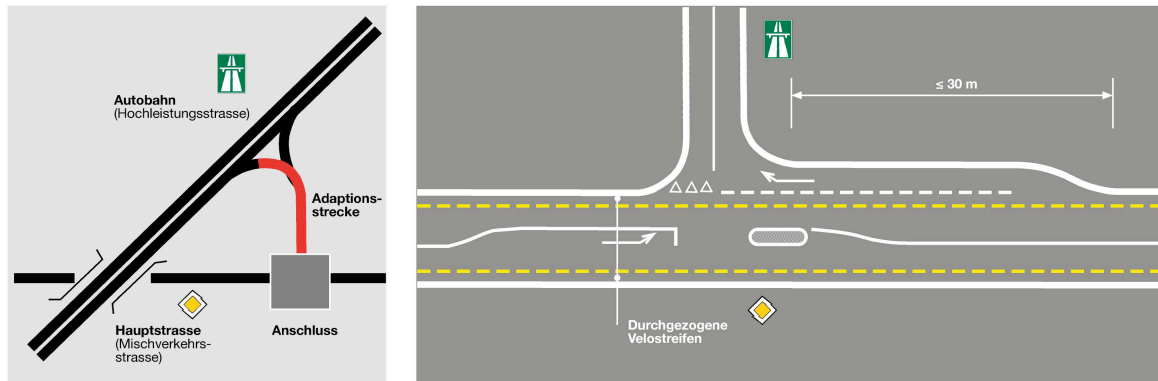 Autobahn
(Hochleistungsstrasse)
Adaptions-
strecke
Hauptstrasse
(Mischverkehrs-
strasse)
Anschluss
≤ 30 m
Durchgezogene
Velostreifen